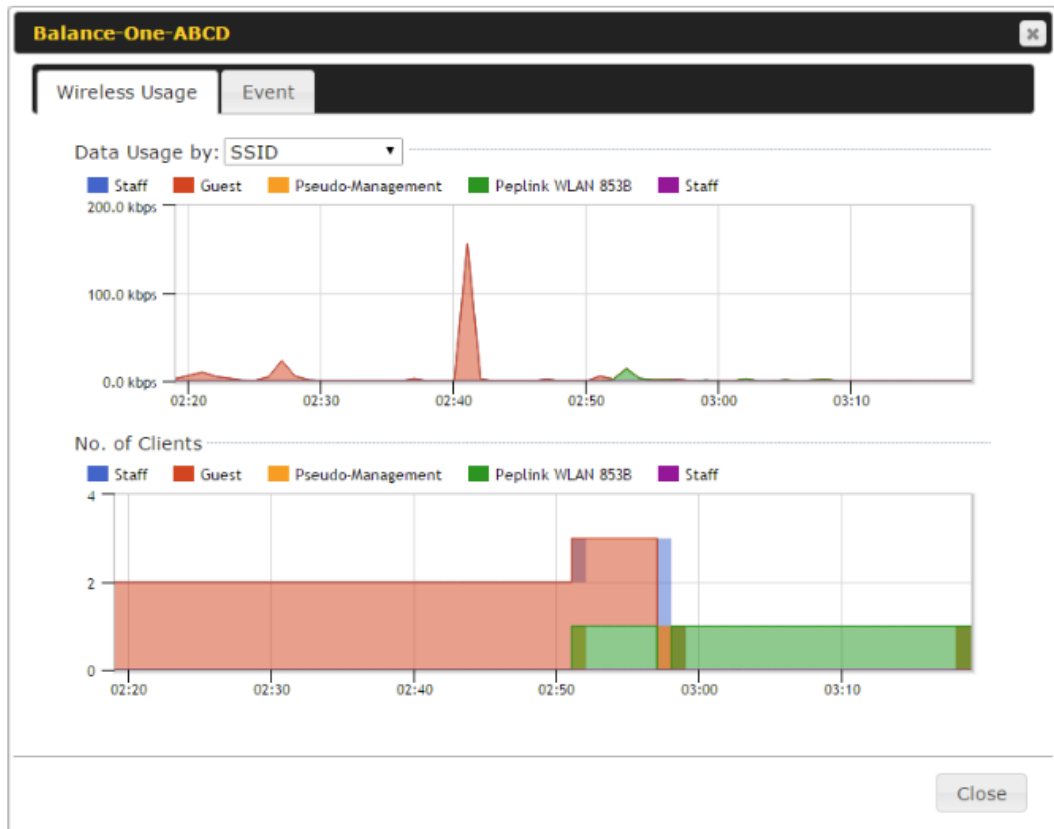 Balance-One-ABCD
Wireless Usage Event
Data Usage by: SSID
Staff Guest Pseudo-Management Peplink WLAN 853B Staff
200.0 kbps
100.0 kbps
0.0 kbps
02:20 02:30 02:40 02:50 03:00 03:10
No. of Clients
Staff Guest Pseudo-Management Peplink WLAN 853B Staff
4
2
0
02:20 02:30 02:40 02:50 03:00 03:10
Close